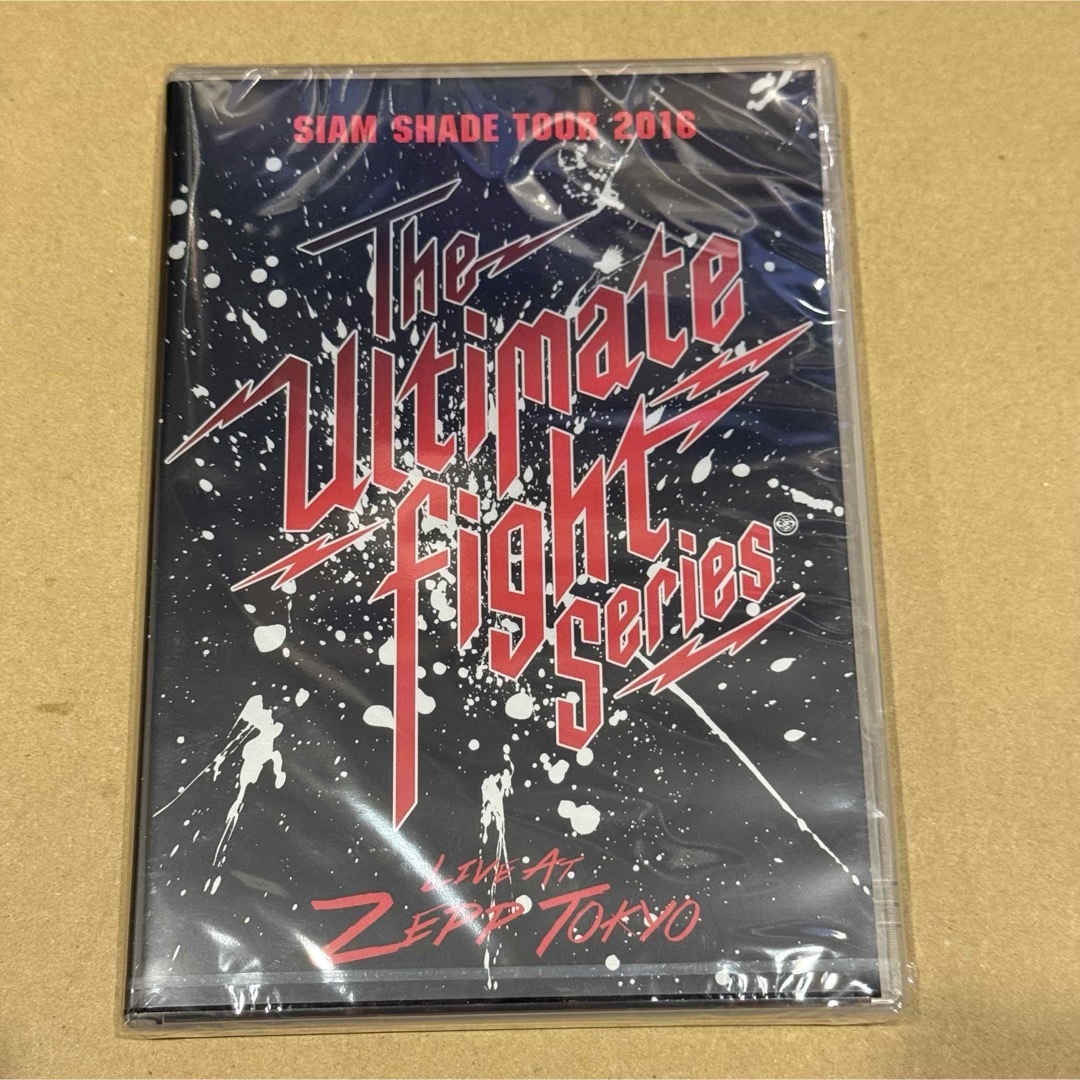 SIAM SHADE TOUR 2016
The
Ultimate
Fight
Series
LIVE AT
ZEPP TOKYO